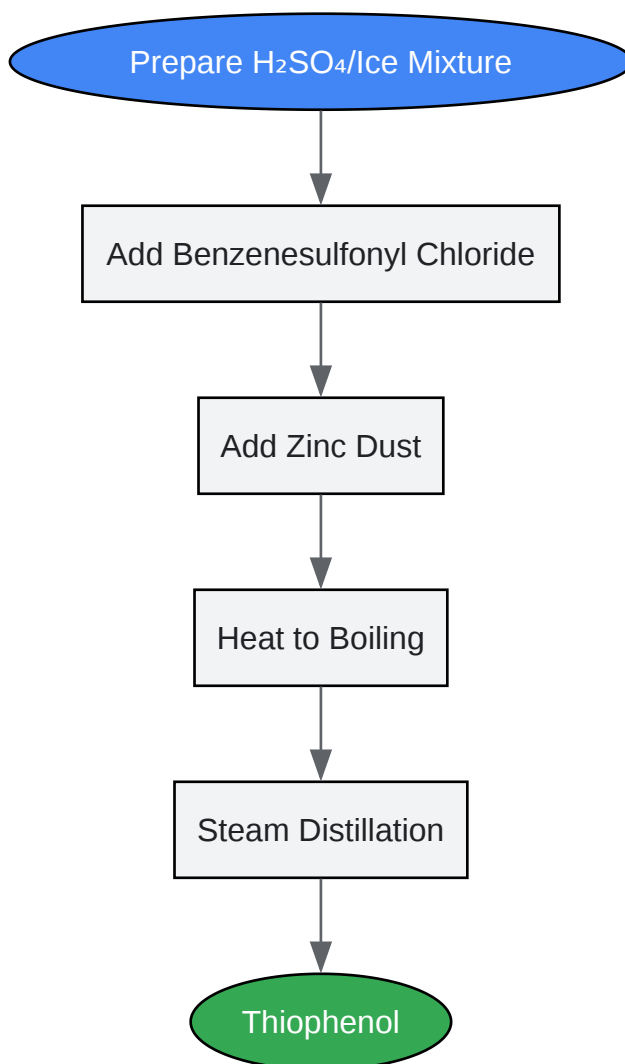 Prepare H₂SO₄/Ice Mixture
Add Benzenesulfonyl Chloride
Add Zinc Dust
Heat to Boiling
Steam Distillation
Thiophenol